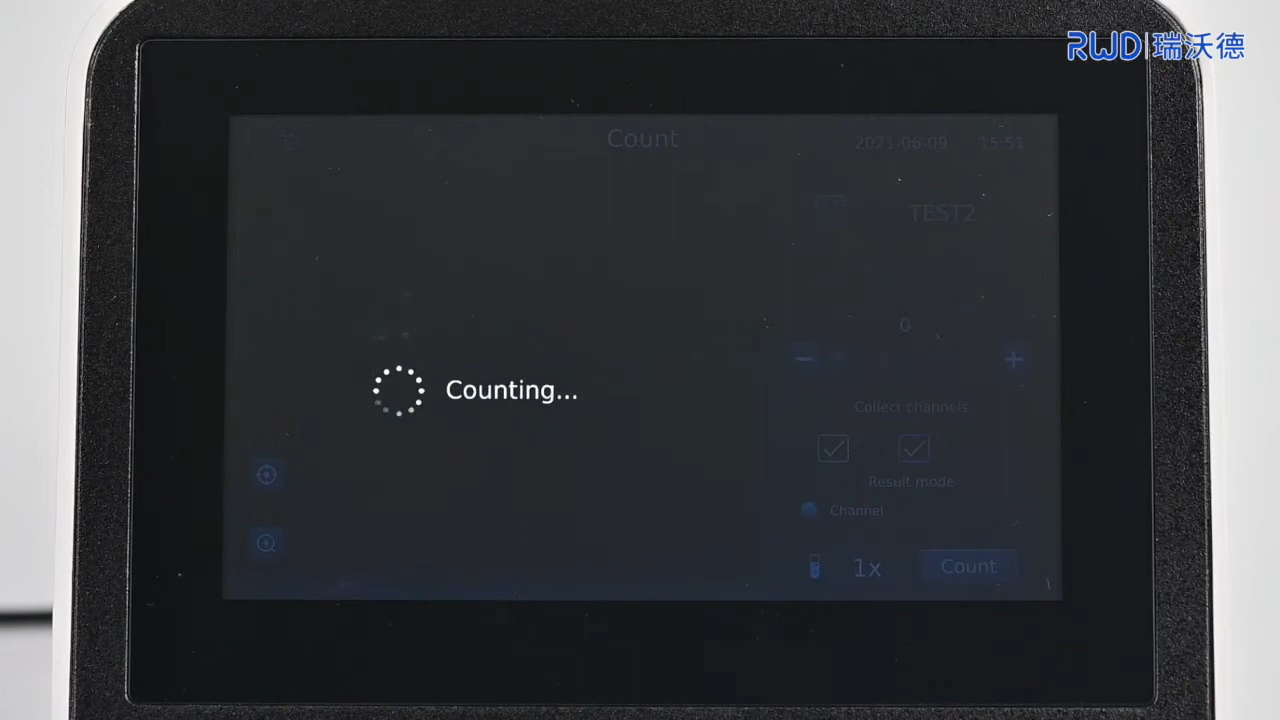 RWD 瑞沃德
Count
2021-06-09 15:51
TEST2
0
Counting...
Collect channels
Result mode
Channel
1x
Count